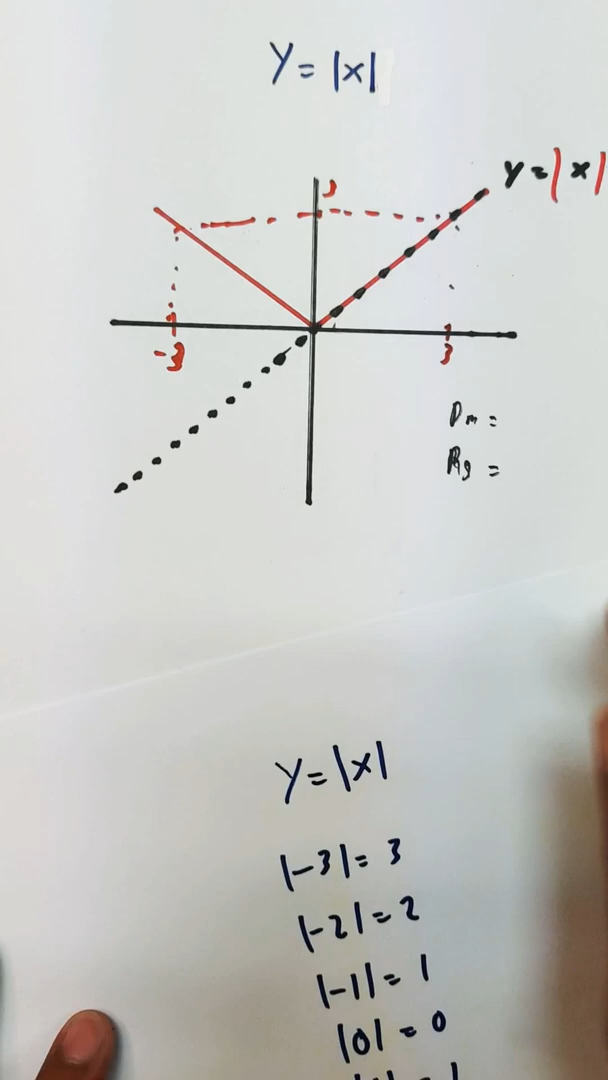 Y = |x|
Y = |x|
3
-3
3
Dm =
Rg =
Y = |x|
|-3| = 3
|-2| = 2
|-1| = 1
|0| = 0